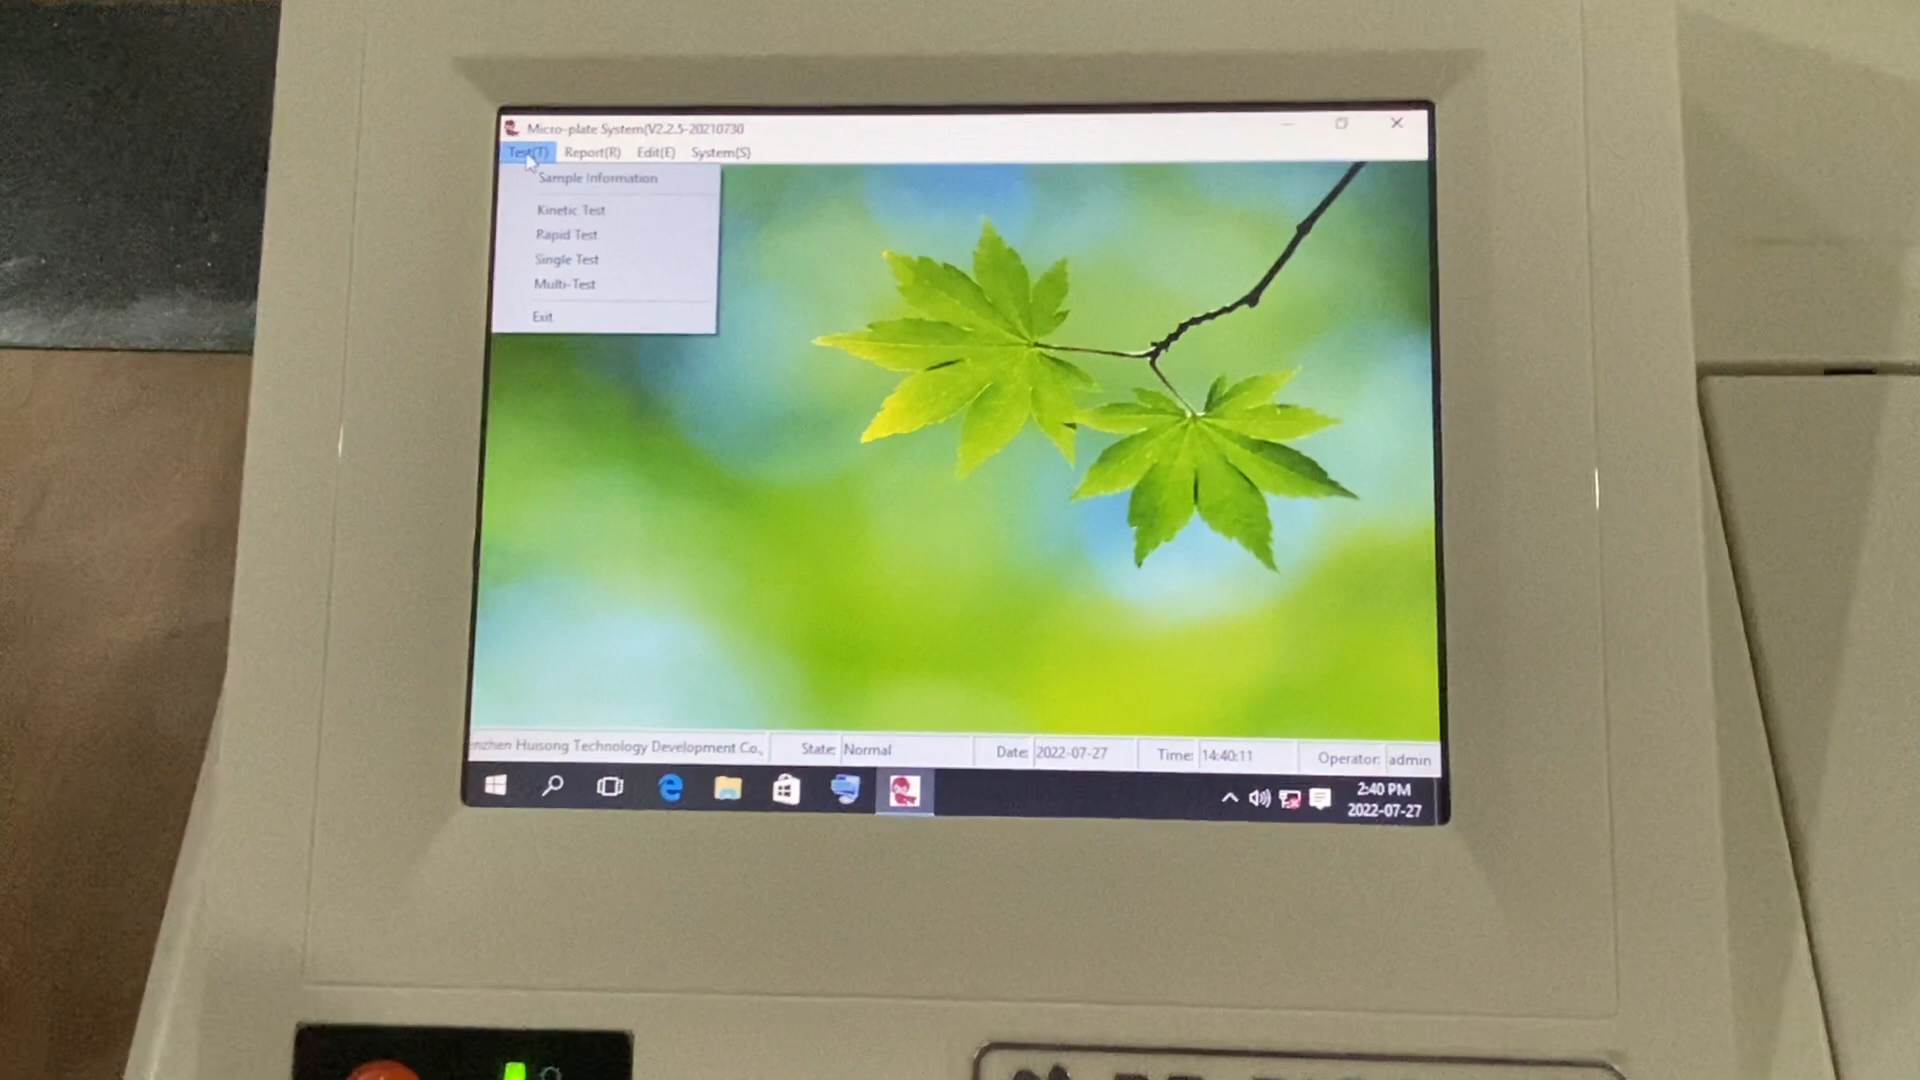 Micro-plate System(V2.2.5-20210730
Test(T) Report(R) Edit(E) System(S)
Sample Information
Kinetic Test
Rapid Test
Single Test
Multi-Test
Exit
enzhen Huisong Technology Development Co., State: Normal Date: 2022-07-27 Time: 14:40:11 Operator: admin
2:40 PM
2022-07-27